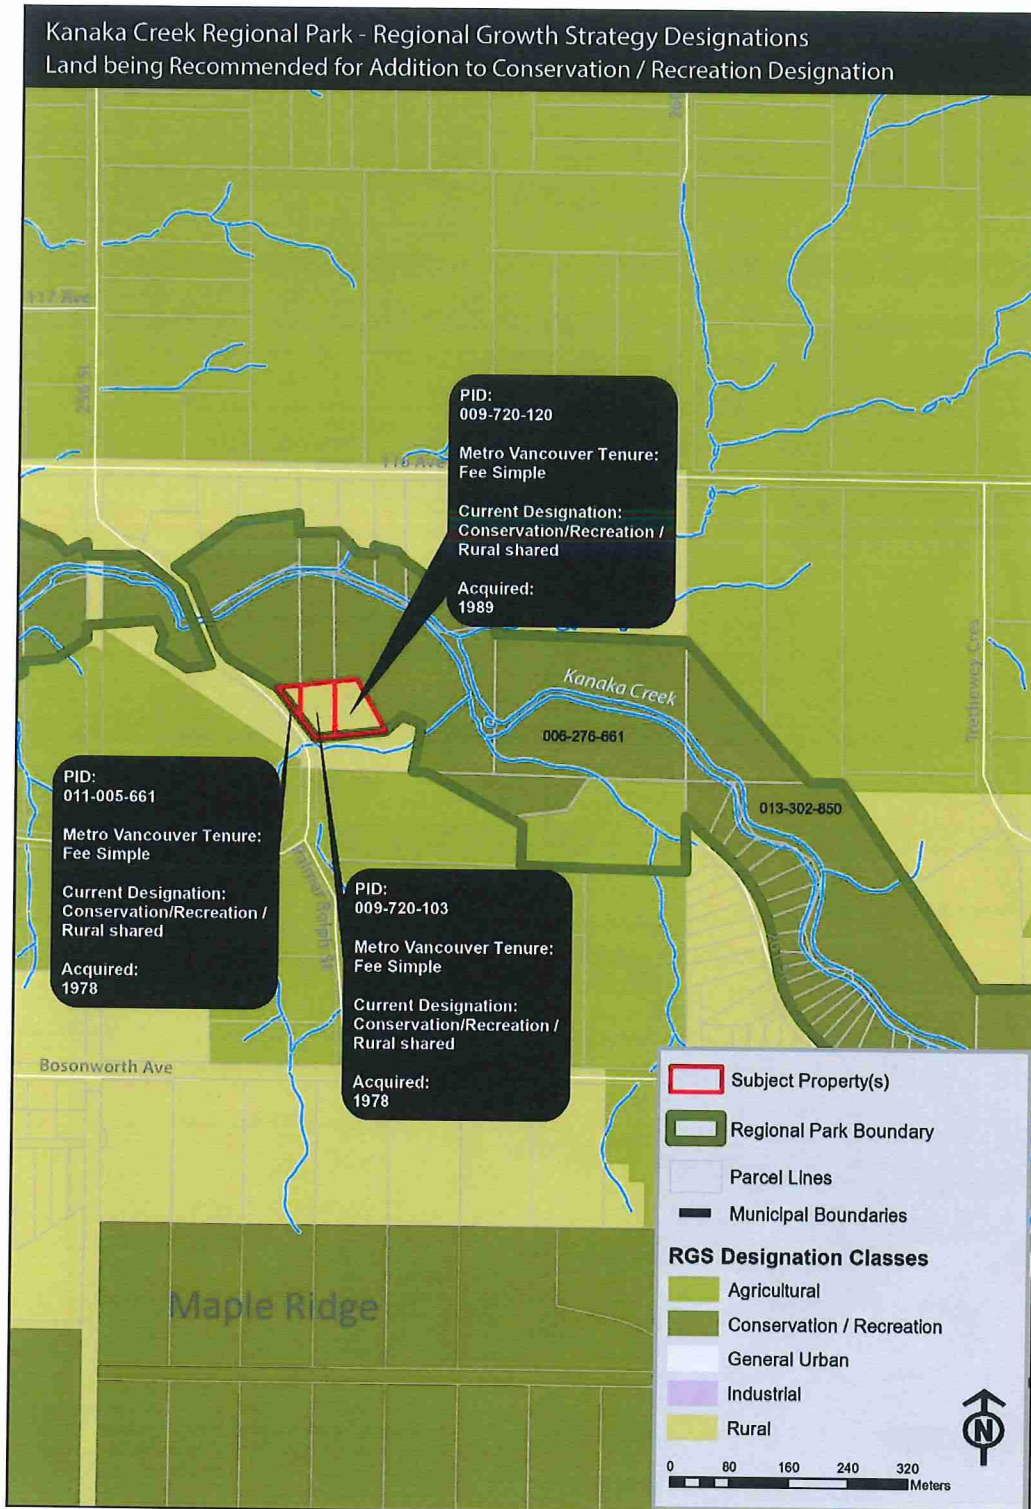 Kanaka Creek Regional Park - Regional Growth Strategy Designations
Land being Recommended for Addition to Conservation / Recreation Designation
117 Ave
256 St
PID:
009-720-120
Metro Vancouver Tenure:
Fee Simple
Current Designation:
Conservation/Recreation /
Rural shared
Acquired:
1989
116 Ave
Kanaka Creek
006-276-661
013-302-850
Trethewey Cres
PID:
011-005-661
Metro Vancouver Tenure:
Fee Simple
Current Designation:
Conservation/Recreation /
Rural shared
Acquired:
1978
PID:
009-720-103
Metro Vancouver Tenure:
Fee Simple
Current Designation:
Conservation/Recreation /
Rural shared
Acquired:
1978
Ralph St
Bosonworth Ave
Maple Ridge
Subject Property(s)
Regional Park Boundary
Parcel Lines
Municipal Boundaries
RGS Designation Classes
Agricultural
Conservation / Recreation
General Urban
Industrial
Rural
N
0 80 160 240 320
Meters